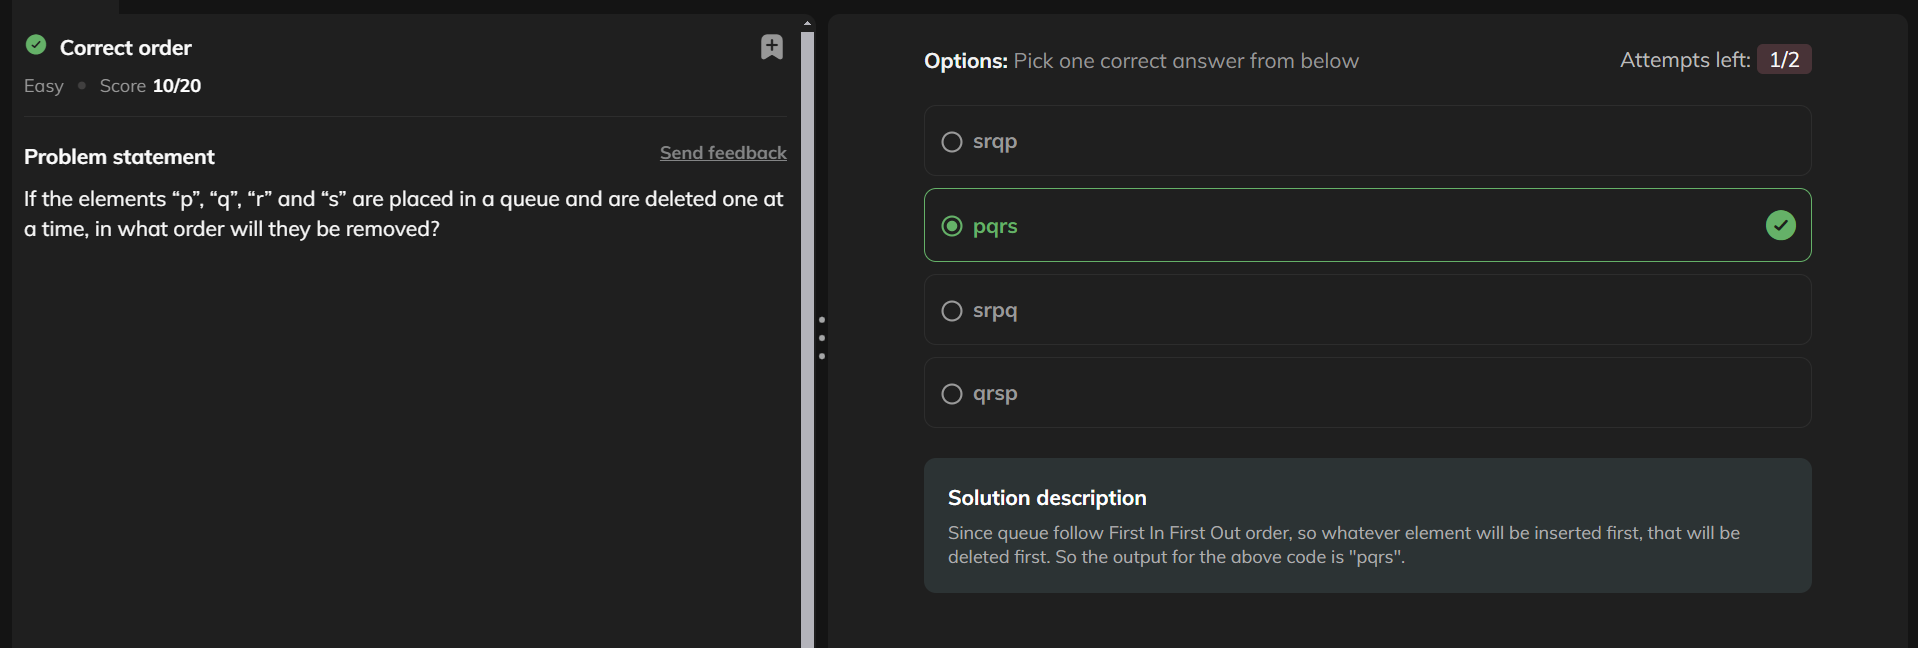 Correct order
Easy • Score 10/20
Problem statement
Send feedback
If the elements “p”, “q”, “r” and “s” are placed in a queue and are deleted one at
a time, in what order will they be removed?
Options: Pick one correct answer from below
Attempts left: 1/2
srqp
pqrs
srpq
qrsp
Solution description
Since queue follow First In First Out order, so whatever element will be inserted first, that will be
deleted first. So the output for the above code is "pqrs".